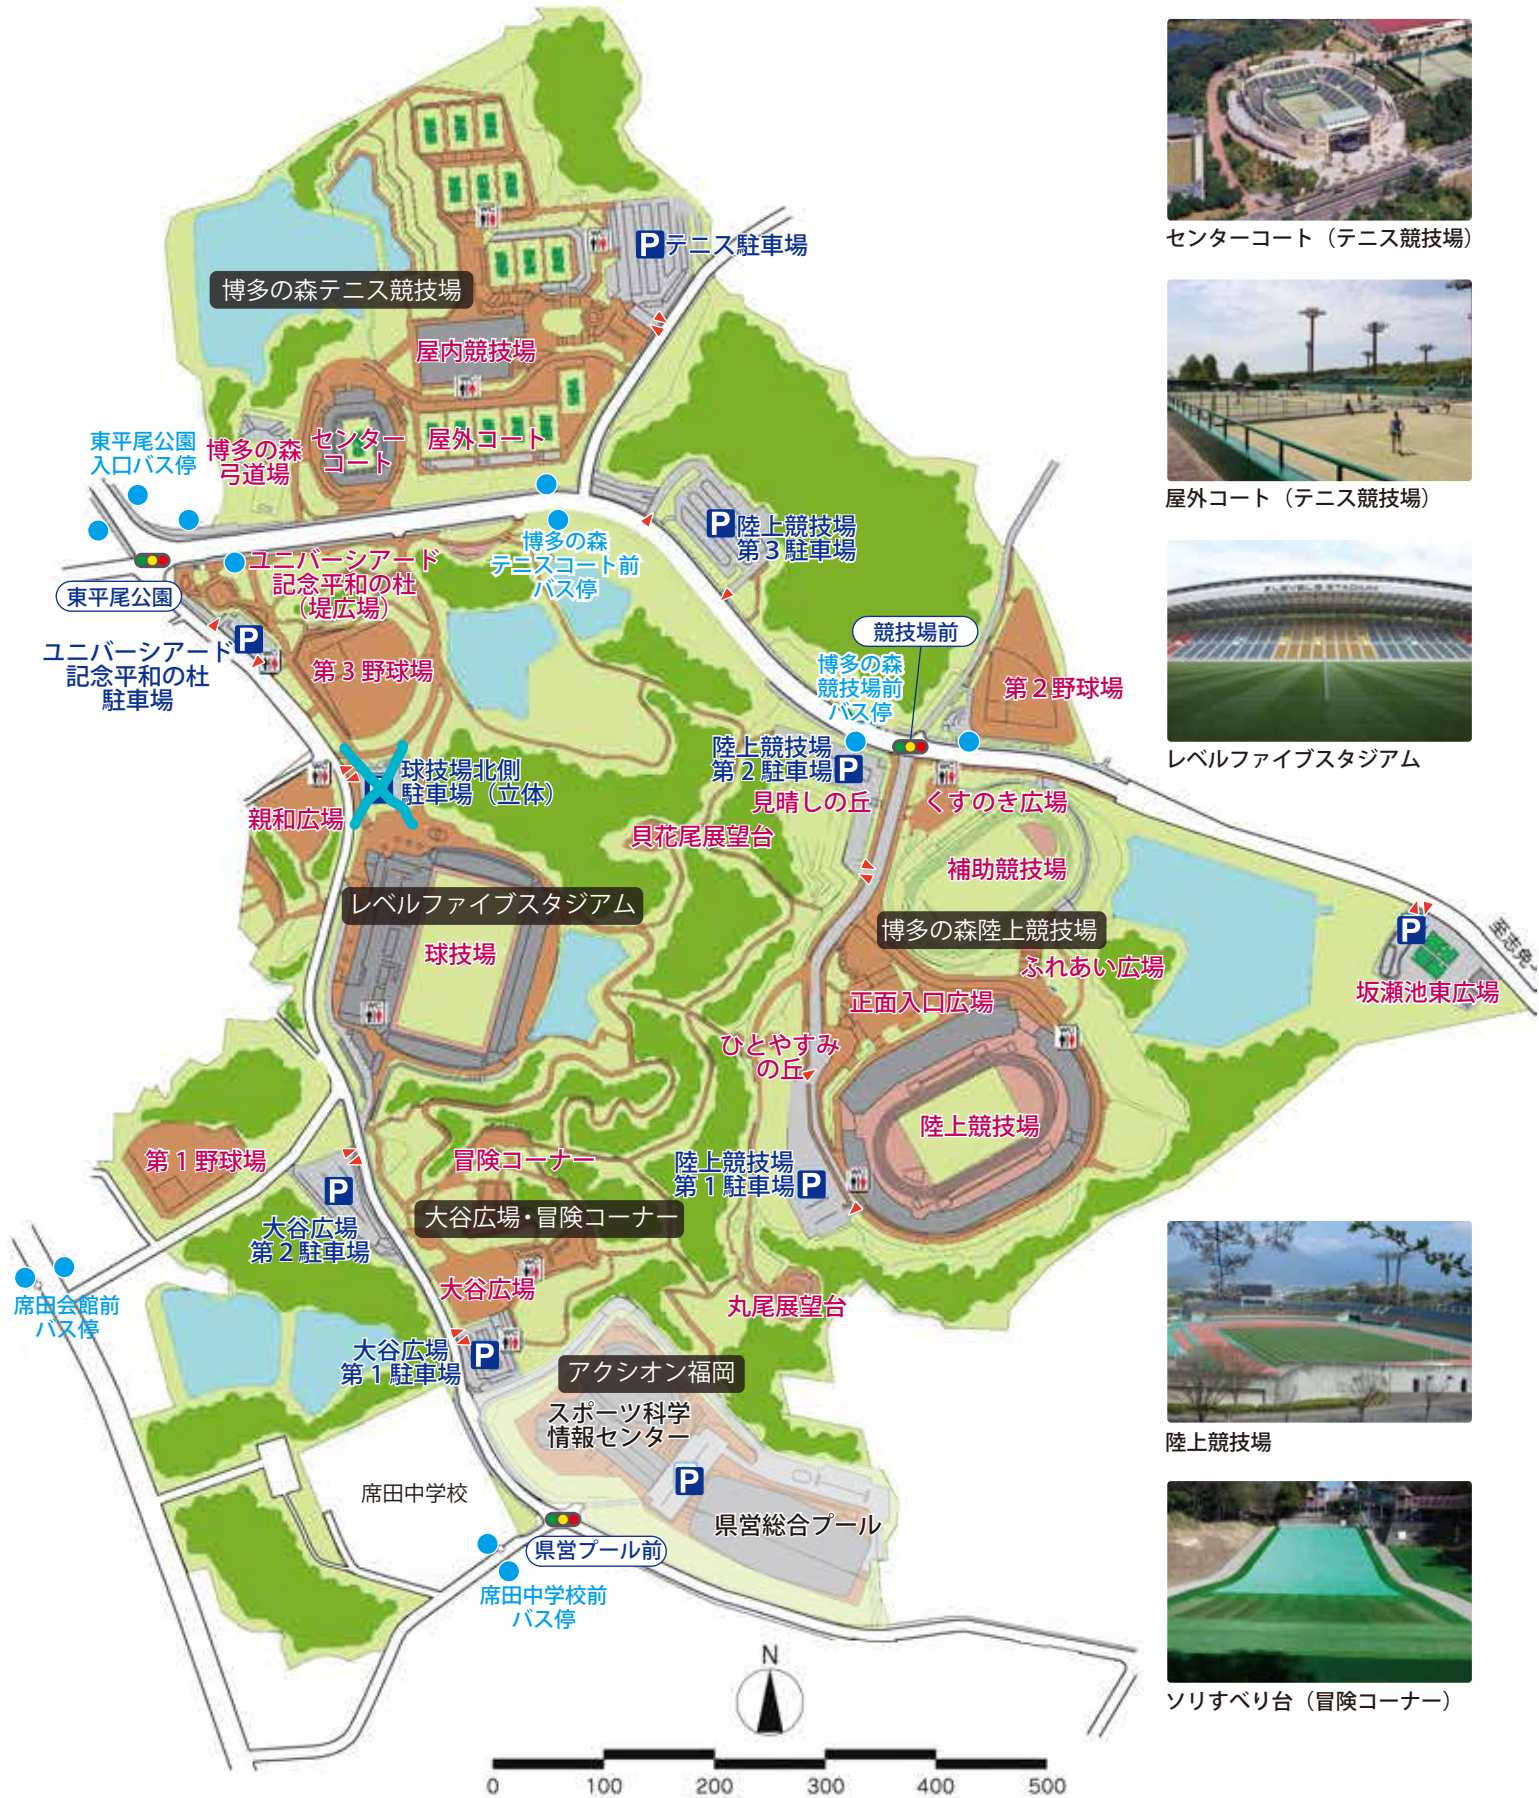 センターコート（テニス競技場）
P テニス駐車場
博多の森テニス競技場
屋内競技場
屋外コート（テニス競技場）
東平尾公園
入口バス停
博多の森
弓道場
センター
コート
屋外コート
P 陸上競技場
第３駐車場
博多の森
テニスコート前
バス停
ユニバーシアード
記念平和の杜
（堤広場）
東平尾公園
P
ユニバーシアード
記念平和の杜
駐車場
第３野球場
競技場前
博多の森
競技場前
バス停
第２野球場
レベルファイブスタジアム
陸上競技場
第２駐車場 P
球技場北側
駐車場（立体）
見晴しの丘
くすのき広場
親和広場
貝花尾展望台
補助競技場
レベルファイブスタジアム
博多の森陸上競技場
球技場
ふれあい広場
P
坂瀬池東広場
正面入口広場
WC
ひとやすみ
の丘
陸上競技場
第１野球場
冒険コーナー
陸上競技場
第１駐車場 P
P
大谷広場
第２駐車場
大谷広場・冒険コーナー
大谷広場
丸尾展望台
席田会館前
バス停
大谷広場
第１駐車場 P
WC
アクシオン福岡
スポーツ科学
情報センター
陸上競技場
P
席田中学校
県営総合プール
県営プール前
席田中学校前
バス停
ソリすべり台（冒険コーナー）
N
0 100 200 300 400 500